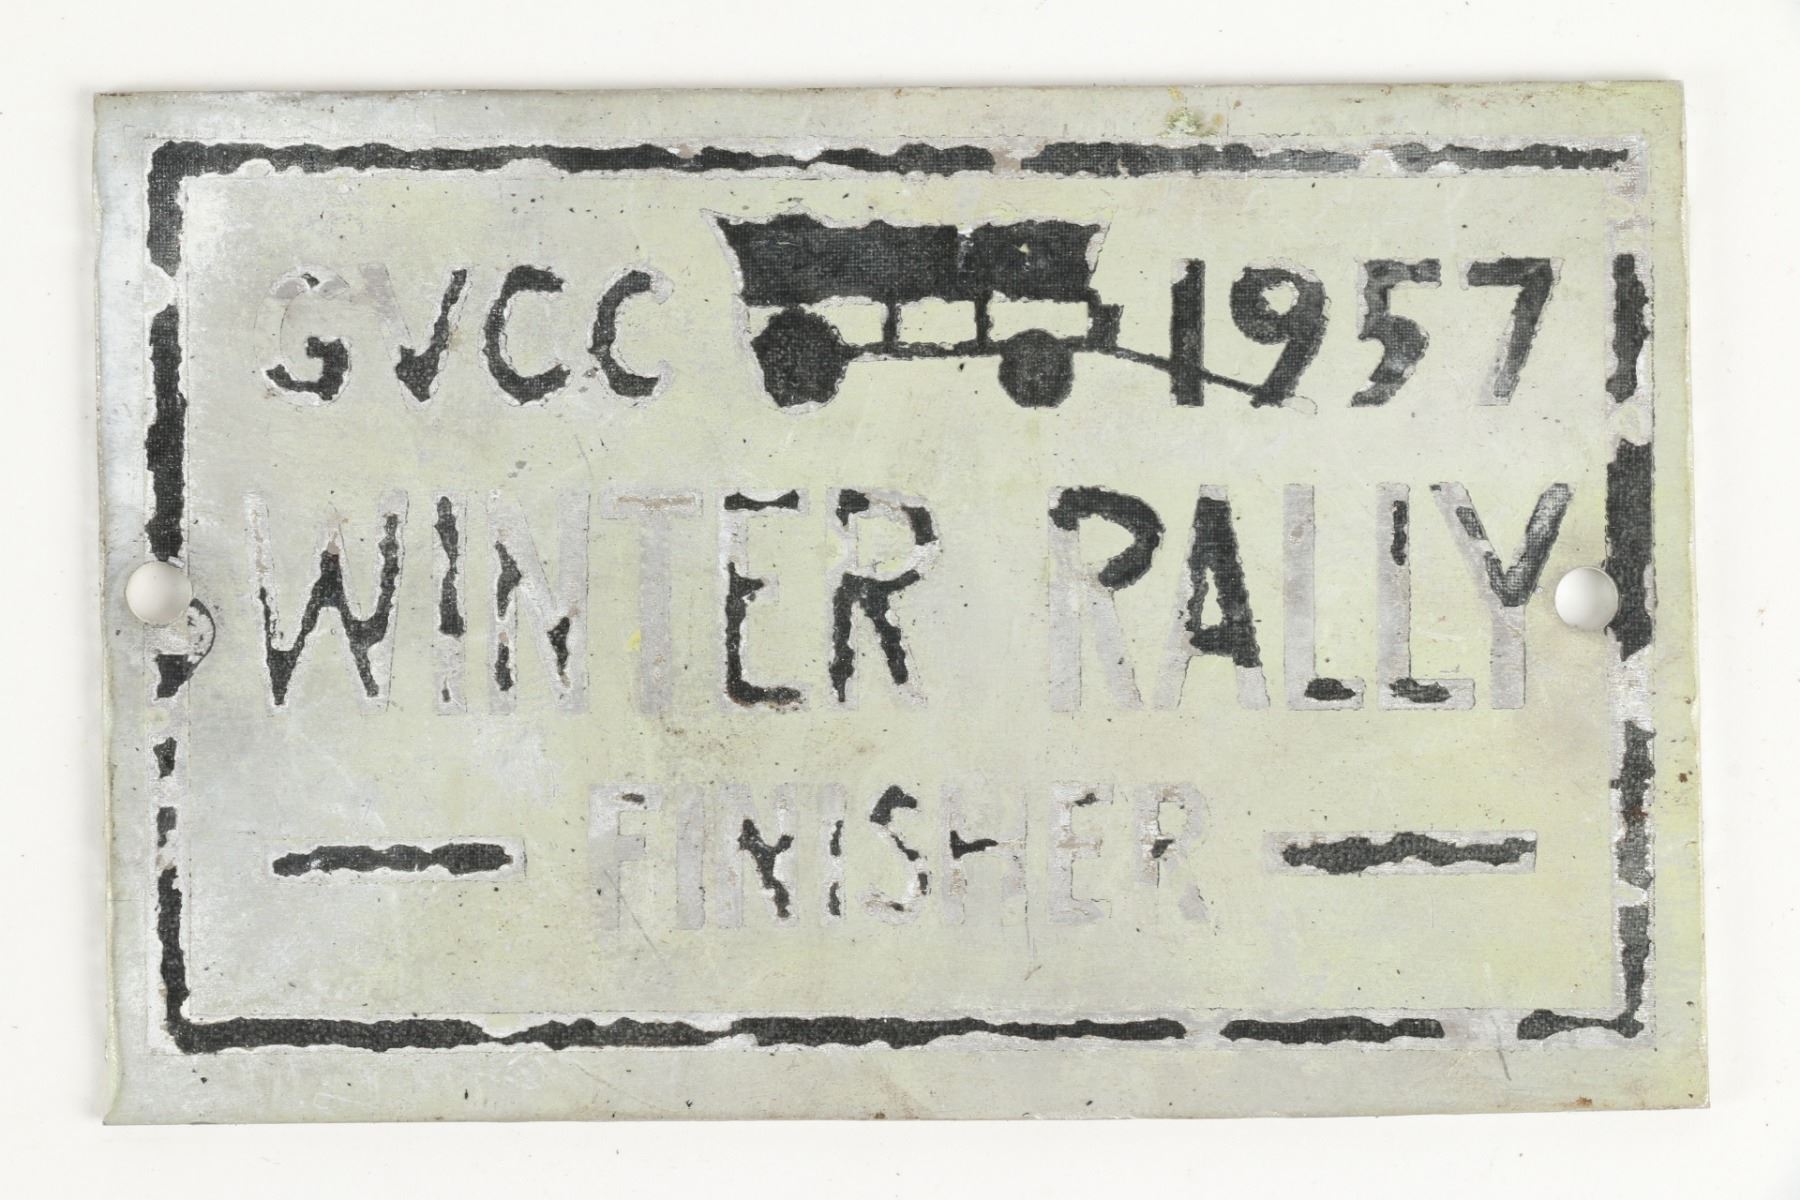 GVCC 1957
WINTER RALLY
— FINISHER —